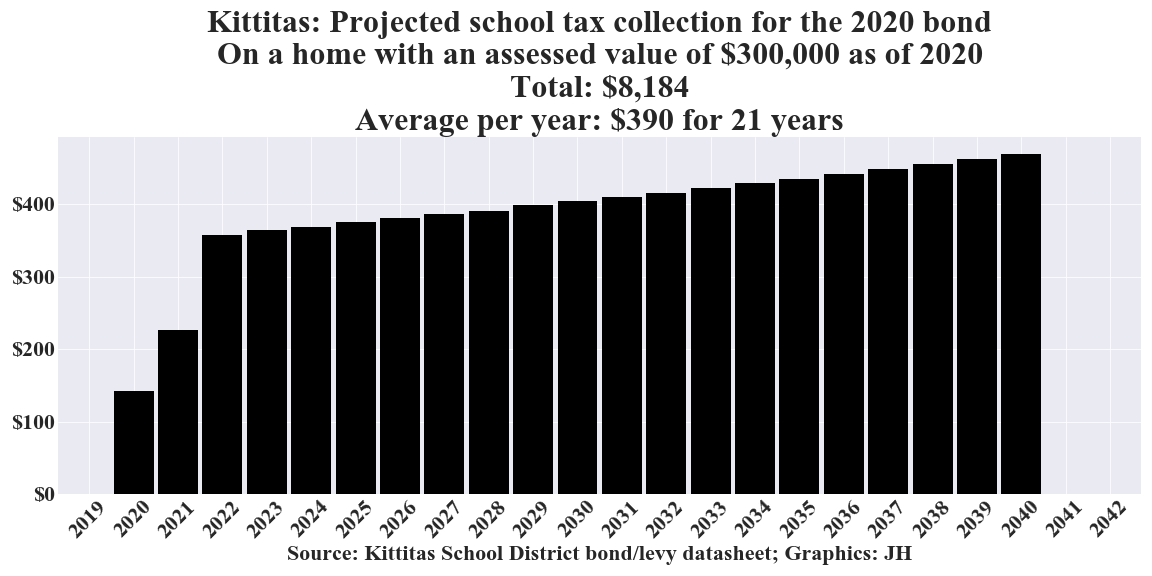 Kittitas: Projected school tax collection for the 2020 bond
On a home with an assessed value of $300,000 as of 2020
Total: $8,184
Average per year: $390 for 21 years
$400
$300
$200
$100
$0
2019 2020 2021 2022 2023 2024 2025 2026 2027 2028 2029 2030 2031 2032 2033 2034 2035 2036 2037 2038 2039 2040 2041 2042
Source: Kittitas School District bond/levy datasheet; Graphics: JH